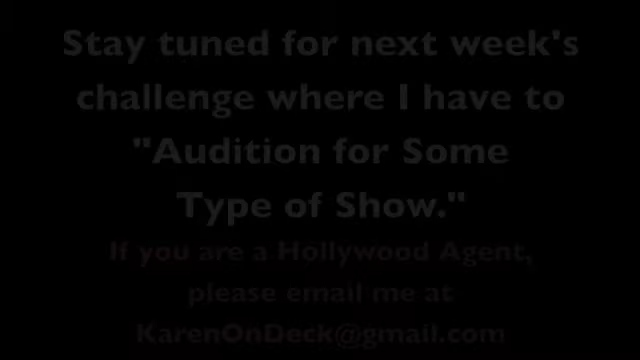 Stay tuned for next week's
challenge where I have to
"Audition for Some
Type of Show."
If you are a Hollywood Agent,
please email me at
KarenOnDeck@gmail.com